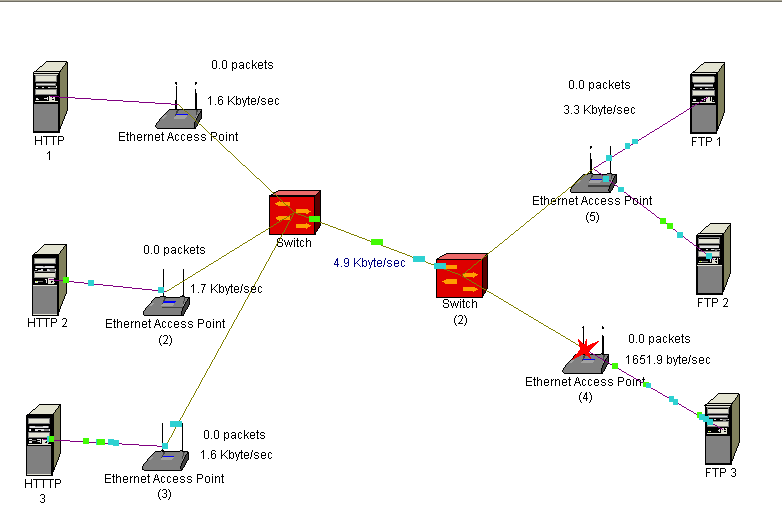 0.0 packets
1.6 Kbyte/sec
HTTP
1
Ethernet Access Point
0.0 packets
3.3 Kbyte/sec
FTP 1
Ethernet Access Point
(5)
Switch
0.0 packets
1.7 Kbyte/sec
HTTP 2
Ethernet Access Point
(2)
4.9 Kbyte/sec
Switch
(2)
FTP 2
0.0 packets
1651.9 byte/sec
Ethernet Access Point
(4)
0.0 packets
1.6 Kbyte/sec
HTTTP
3
Ethernet Access Point
(3)
FTP 3